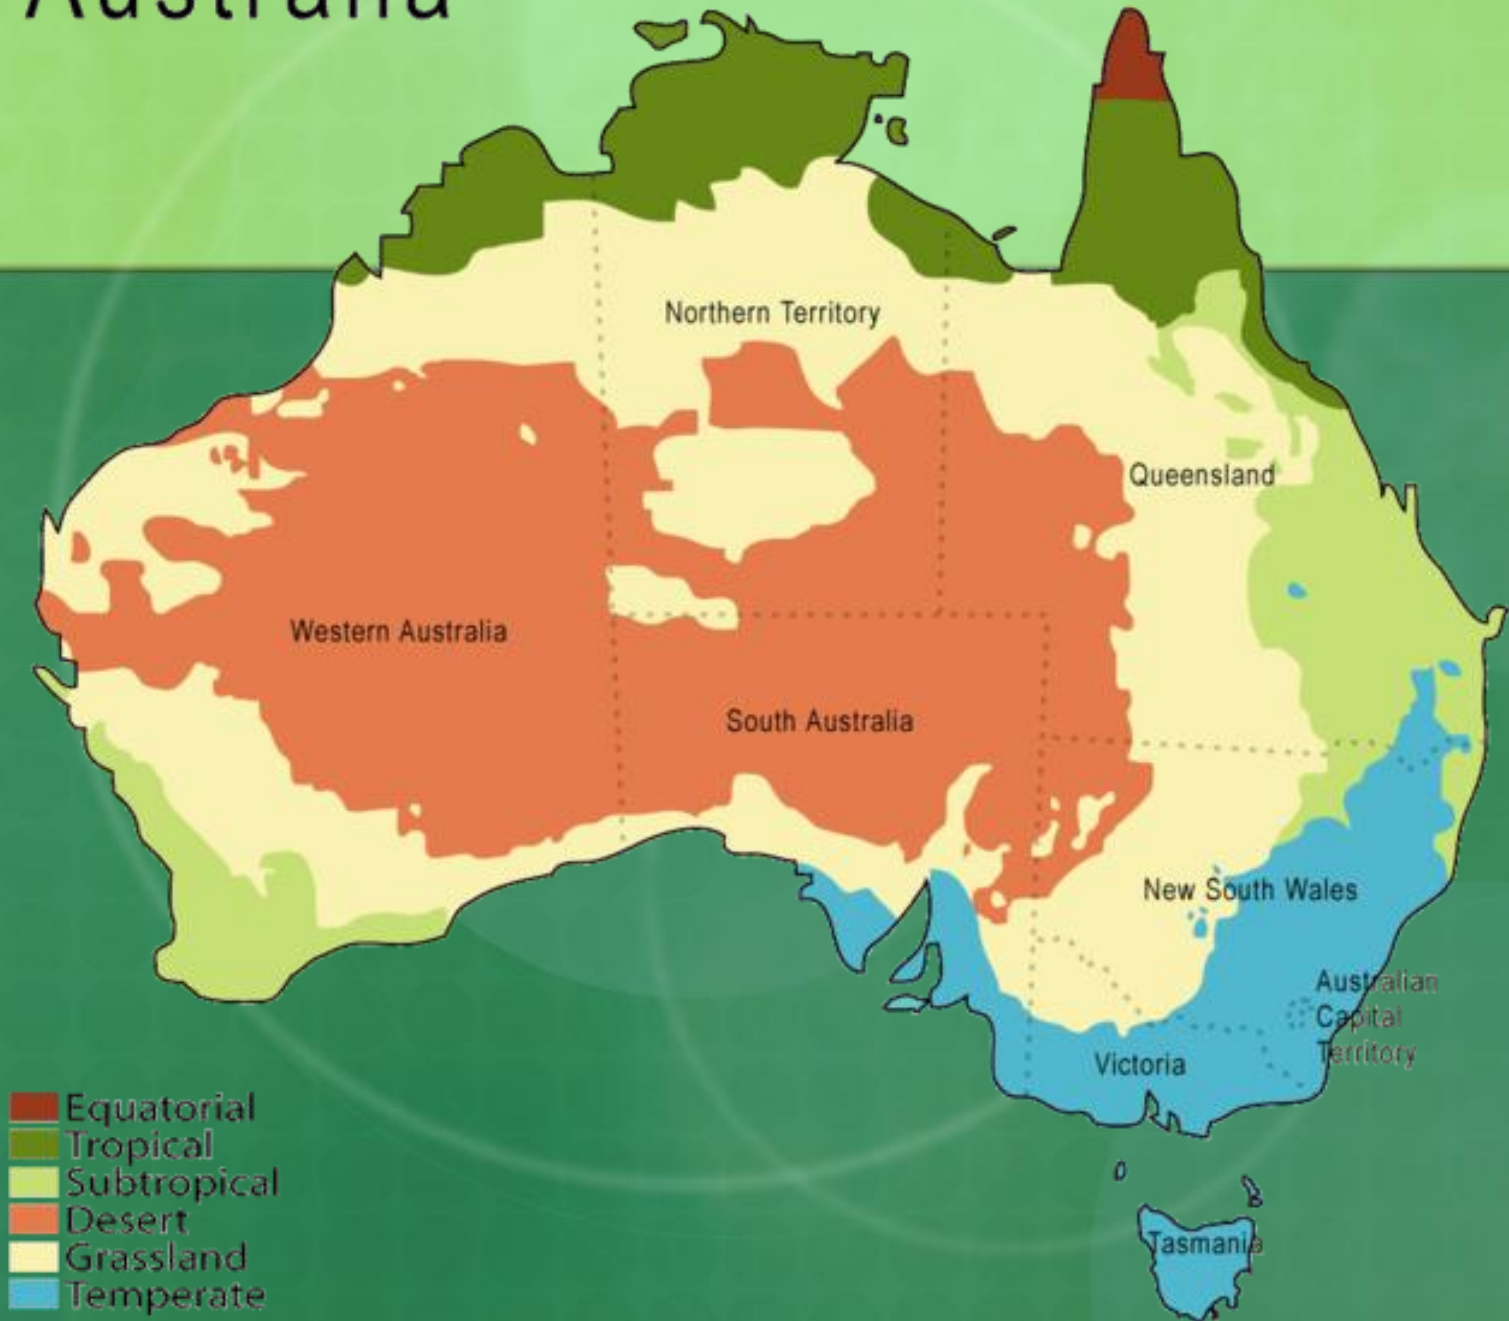 Australia
Northern Territory
Queensland
Western Australia
South Australia
New South Wales
Australian
Capital
Territory
Victoria
Tasmania
Equatorial
Tropical
Subtropical
Desert
Grassland
Temperate